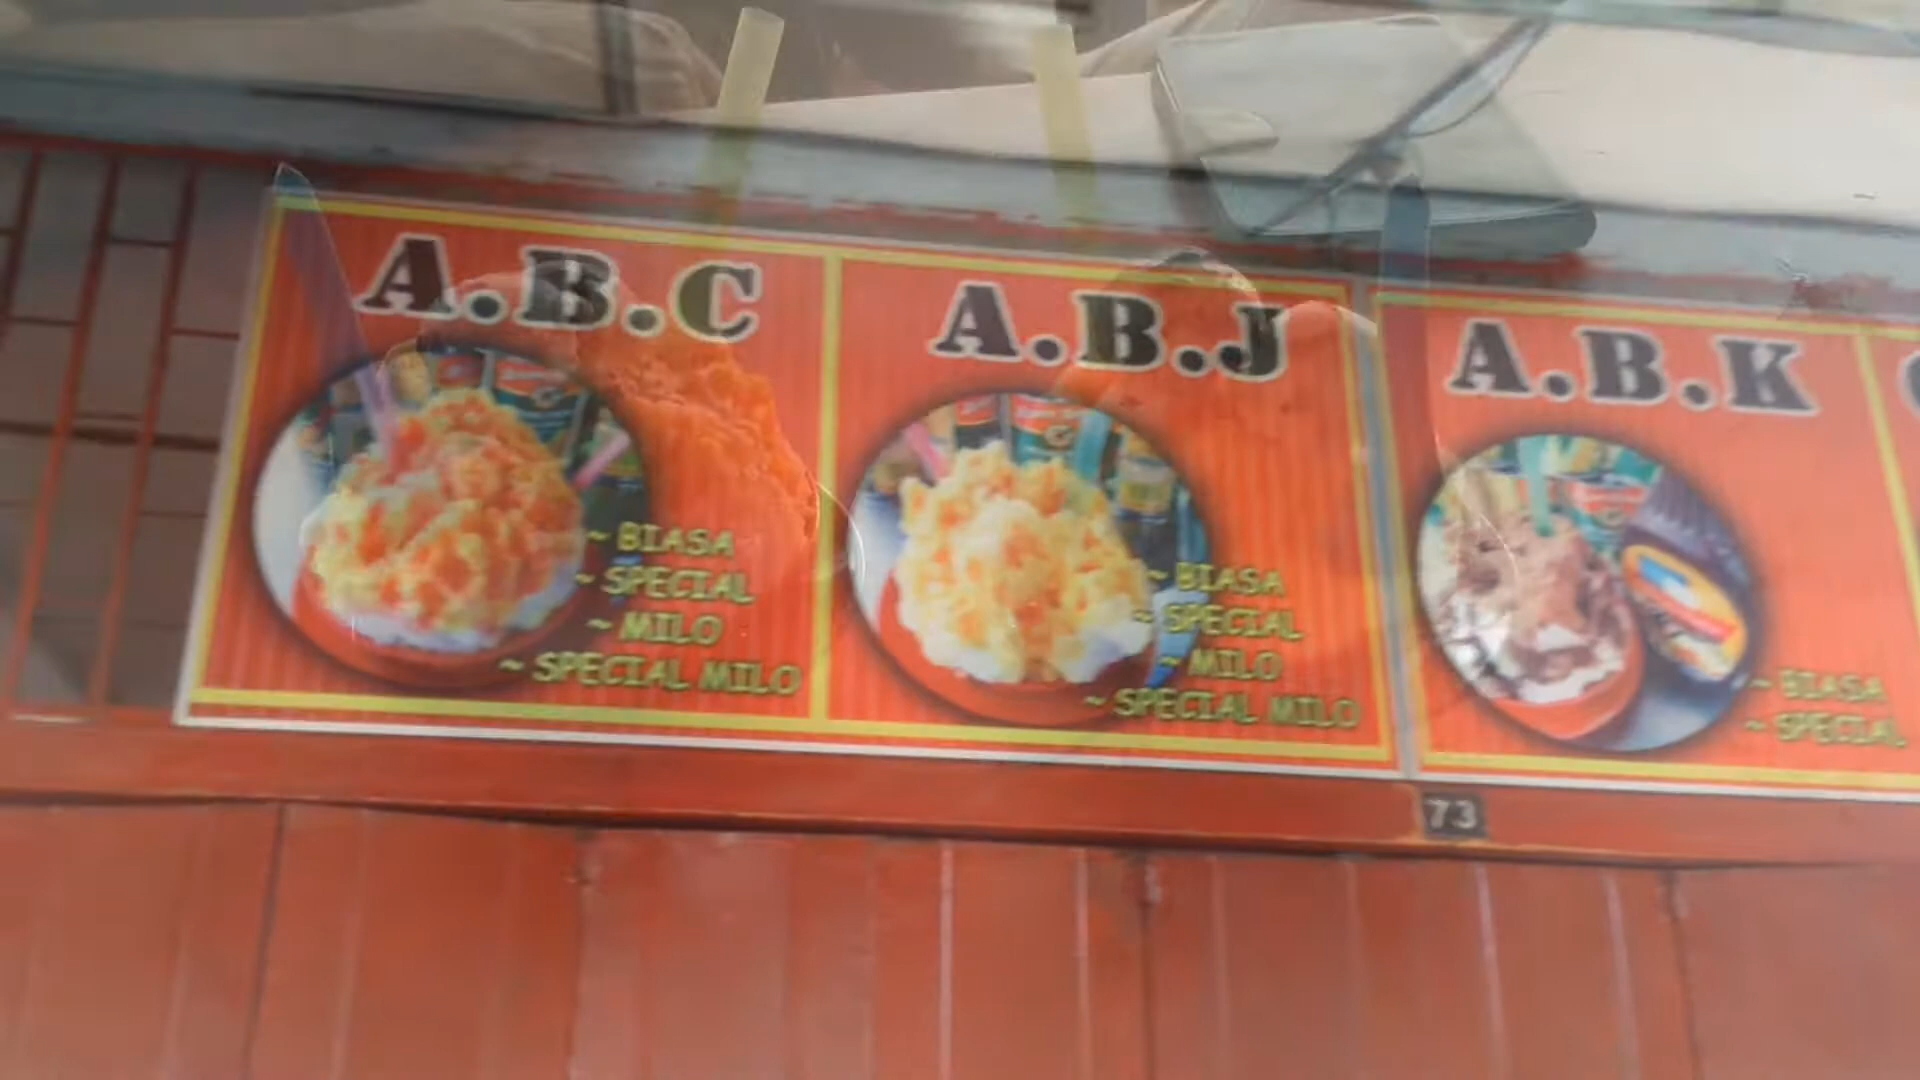 A.B.C
~ BIASA
~ SPECIAL
~ MILO
~ SPECIAL MILO
A.B.J
~ BIASA
~ SPECIAL
~ MILO
~ SPECIAL MILO
A.B.K
~ BIASA
~ SPECIAL
73